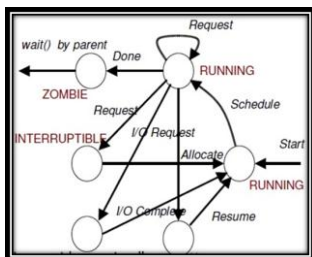 Request
wait() by parent
Done
RUNNING
ZOMBIE
Request
Schedule
INTERRUPTIBLE
I/O Request
Allocate
Start
RUNNING
I/O Complete
Resume